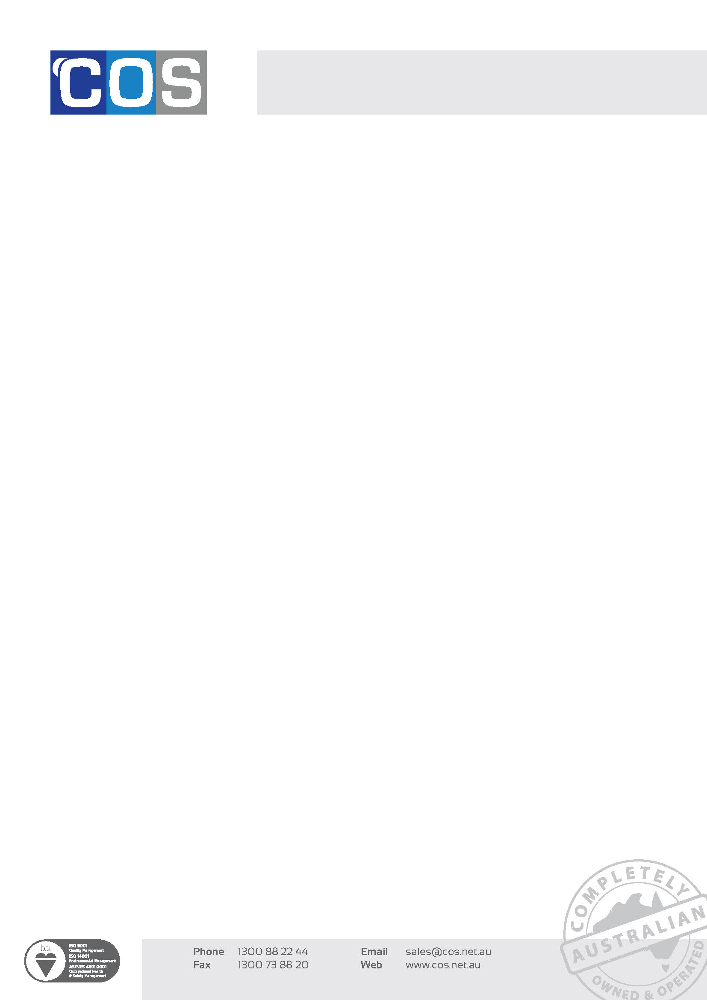 COS
COMPLETELY
AUSTRALIAN
OWNED & OPERATED
bsi.
ISO 9001
Quality Management
ISO 14001
Environmental Management
AS/NZS 4801:2001
Occupational Health
& Safety Management
Phone 1300 88 22 44
Fax 1300 73 88 20
Email sales@cos.net.au
Web www.cos.net.au